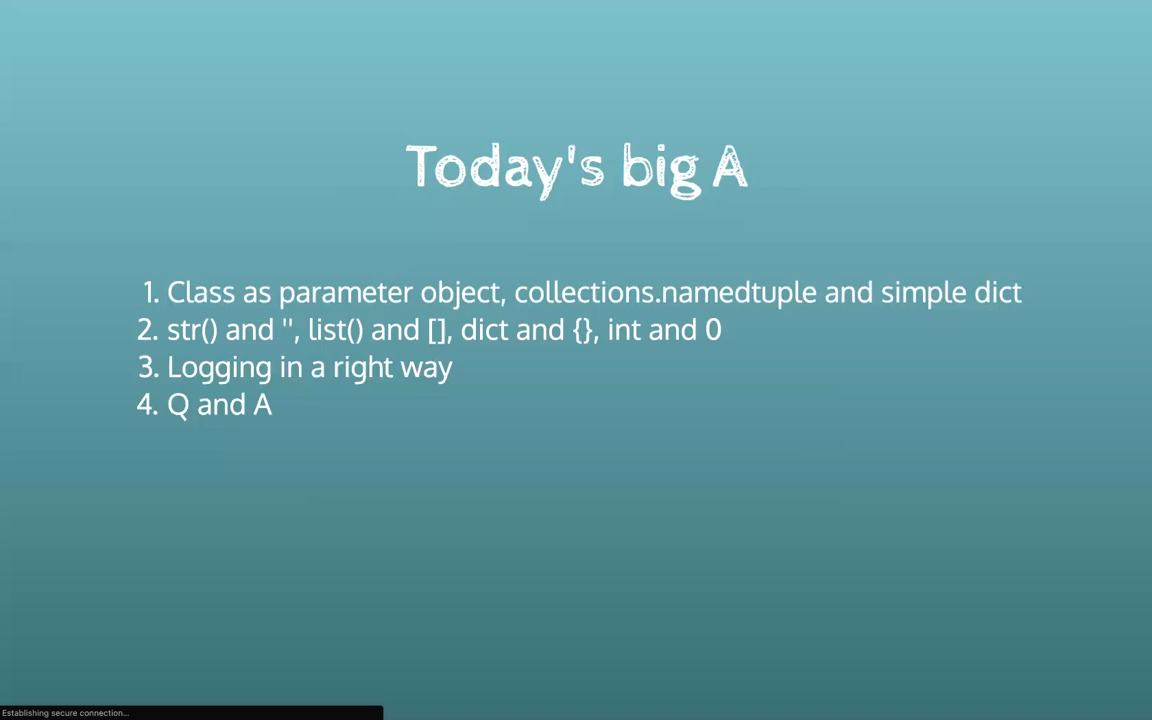 Today's big A
1. Class as parameter object, collections.namedtuple and simple dict
2. str() and '', list() and [], dict and {}, int and 0
3. Logging in a right way
4. Q and A
Establishing secure connection...